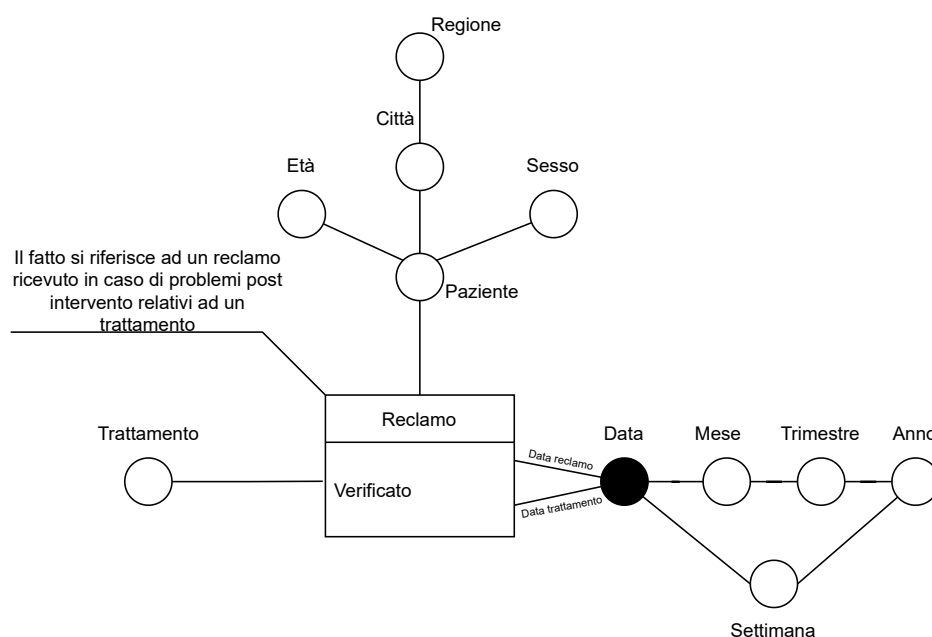 Regione
Città
Età
Sesso
Il fatto si riferisce ad un reclamo
ricevuto in caso di problemi post
intervento relativi ad un
trattamento
Paziente
Reclamo
Trattamento
Data
Mese
Trimestre
Anno
Data reclamo
Verificato
Data trattamento
Settimana